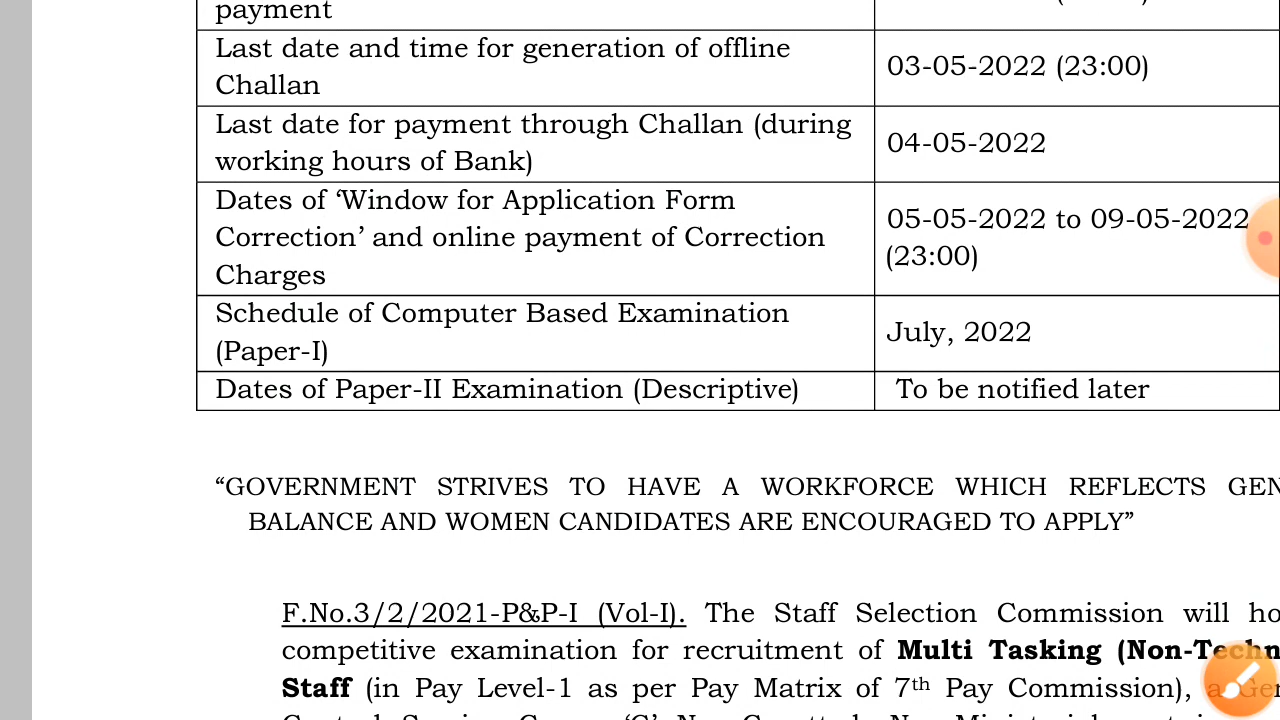 payment
Last date and time for generation of offline
Challan
03-05-2022 (23:00)
Last date for payment through Challan (during
working hours of Bank)
04-05-2022
Dates of ‘Window for Application Form
Correction’ and online payment of Correction
Charges
05-05-2022 to 09-05-2022
(23:00)
Schedule of Computer Based Examination
(Paper-I)
July, 2022
Dates of Paper-II Examination (Descriptive)
To be notified later
“GOVERNMENT STRIVES TO HAVE A WORKFORCE WHICH REFLECTS GEN
BALANCE AND WOMEN CANDIDATES ARE ENCOURAGED TO APPLY”
F.No.3/2/2021-P&P-I (Vol-I). The Staff Selection Commission will ho
competitive examination for recruitment of Multi Tasking (Non-Techn
Staff (in Pay Level-1 as per Pay Matrix of 7th Pay Commission), a Gen